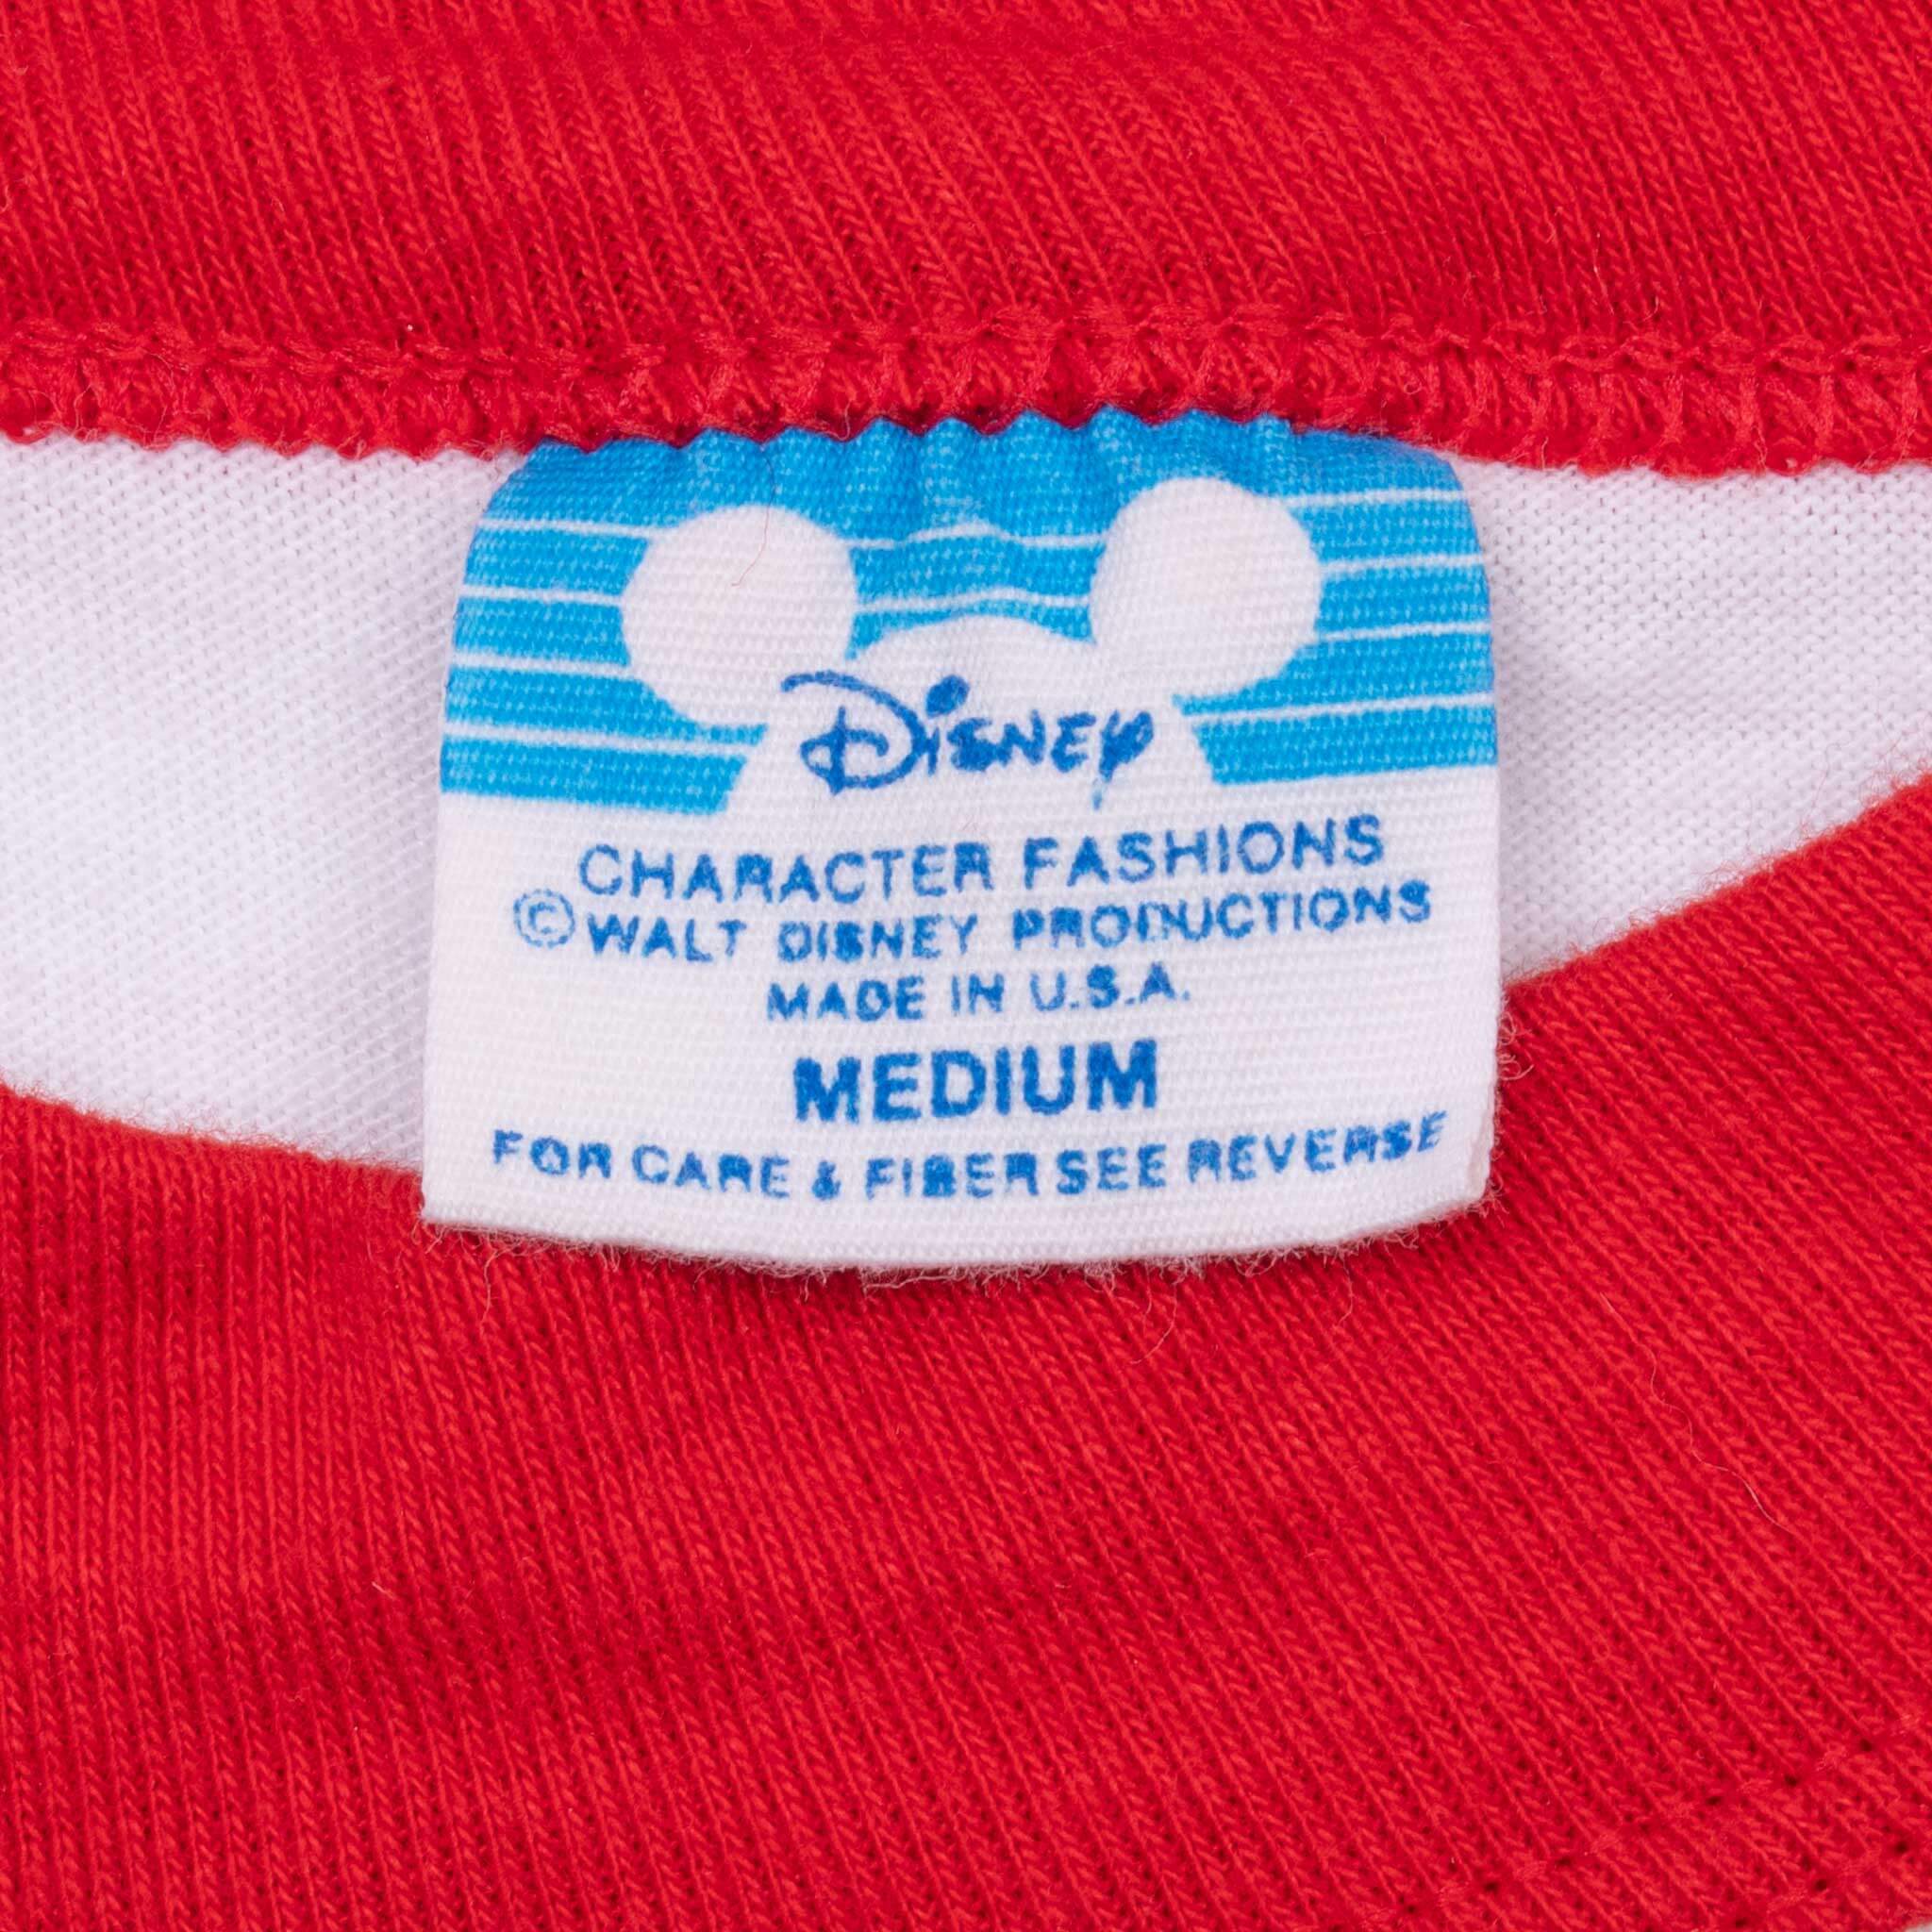 Disney
CHARACTER FASHIONS
©WALT DISNEY PRODUCTIONS
MADE IN U.S.A.
MEDIUM
FOR CARE & FIBER SEE REVERSE